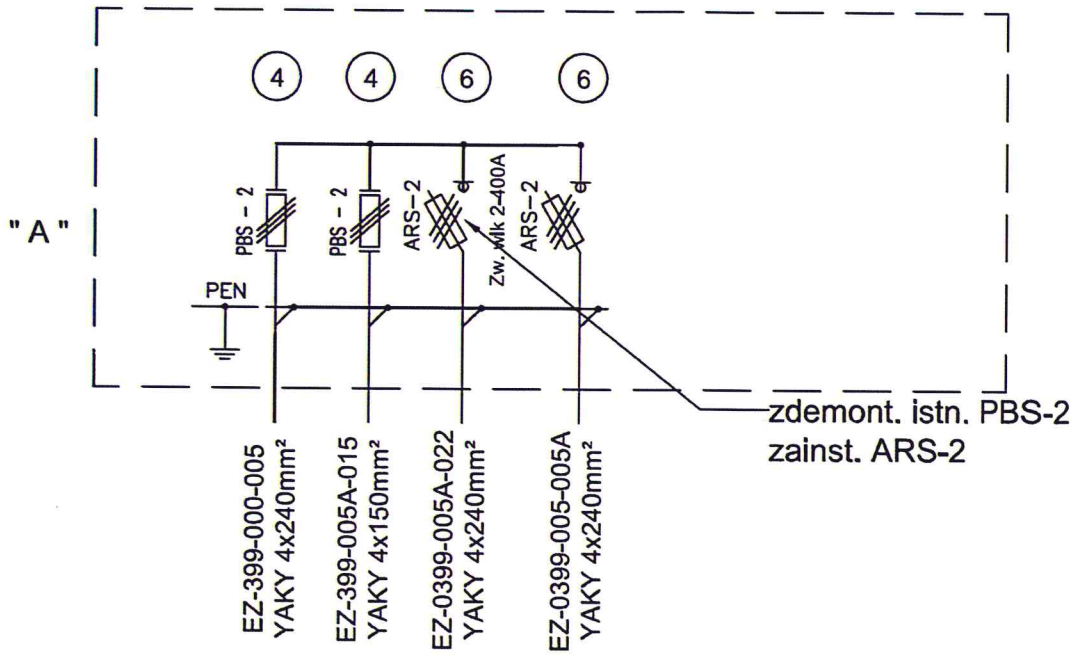 4
4
6
6
"A"
PBS - 2
PBS - 2
ARS-2
Zw. wlk 2-400A
ARS-2
PEN
zdemont. istn. PBS-2
zainst. ARS-2
EZ-399-000-005
YAKY 4x240mm²
EZ-399-005A-015
YAKY 4x150mm²
EZ-0399-005A-022
YAKY 4x240mm²
EZ-0399-005-005A
YAKY 4x240mm²